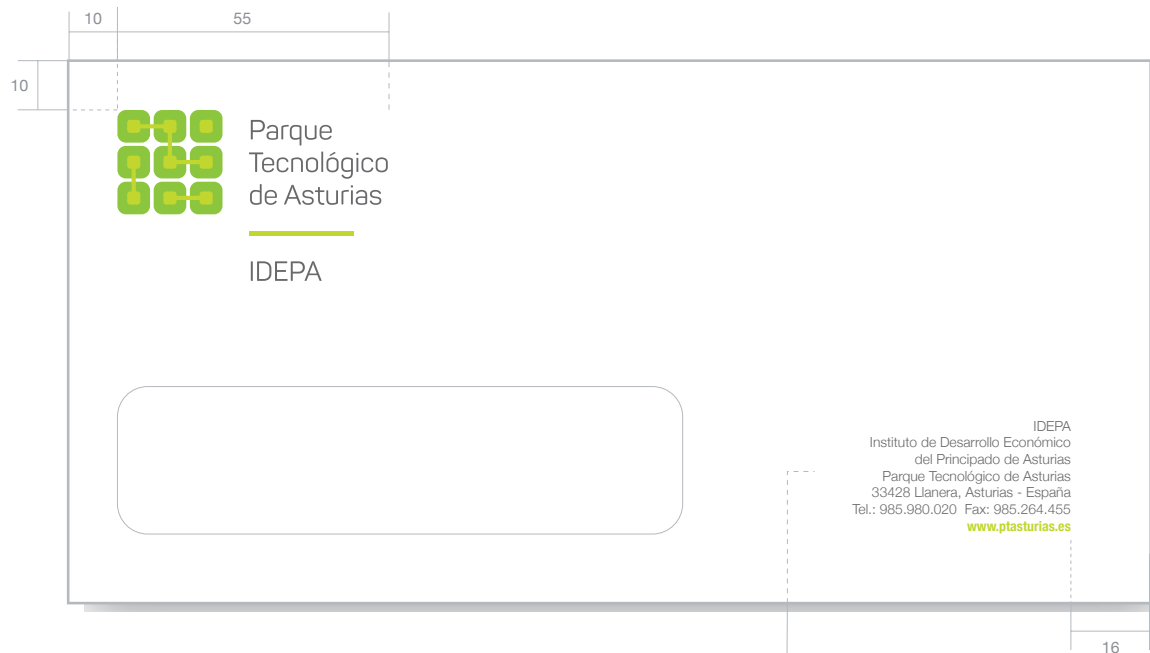 10 55
10
Parque
Tecnológico
de Asturias
IDEPA
IDEPA
Instituto de Desarrollo Económico
del Principado de Asturias
Parque Tecnológico de Asturias
33428 Llanera, Asturias - España
Tel.: 985.980.020 Fax: 985.264.455
www.ptasturias.es
16